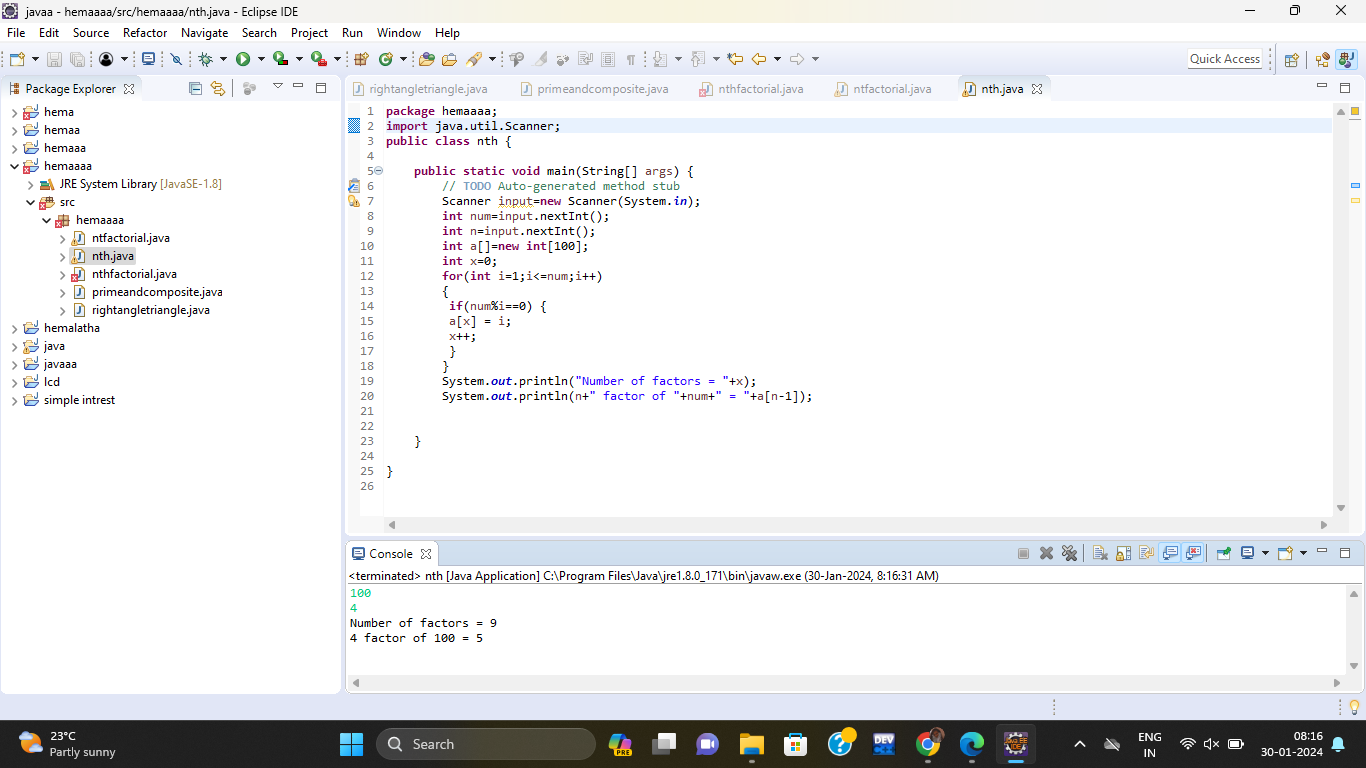 javaa - hemaaaa/src/hemaaaa/nth.java - Eclipse IDE
File Edit Source Refactor Navigate Search Project Run Window Help
Quick Access
Package Explorer
hema
hemaa
hemaaa
hemaaaa
JRE System Library [JavaSE-1.8]
src
hemaaaa
ntfactorial.java
nth.java
nthfactorial.java
primeandcomposite.java
rightangletriangle.java
hemalatha
java
javaaa
lcd
simple intrest
rightangletriangle.java primeandcomposite.java nthfactorial.java ntfactorial.java nth.java
1 package hemaaaa;
2 import java.util.Scanner;
3 public class nth {
4
5 public static void main(String[] args) {
6 // TODO Auto-generated method stub
7 Scanner input=new Scanner(System.in);
8 int num=input.nextInt();
9 int n=input.nextInt();
10 int a[]=new int[100];
11 int x=0;
12 for(int i=1;i<=num;i++)
13 {
14 if(num%i==0) {
15 a[x] = i;
16 x++;
17 }
18 }
19 System.out.println("Number of factors = "+x);
20 System.out.println(n+" factor of "+num+" = "+a[n-1]);
21
22
23 }
24
25 }
26
Console
<terminated> nth [Java Application] C:\Program Files\Java\jre1.8.0_171\bin\javaw.exe (30-Jan-2024, 8:16:31 AM)
100
4
Number of factors = 9
4 factor of 100 = 5
23°C
Partly sunny
Search
PRE
DEV
JAVA EE
IDE
ENG
IN
08:16
30-01-2024